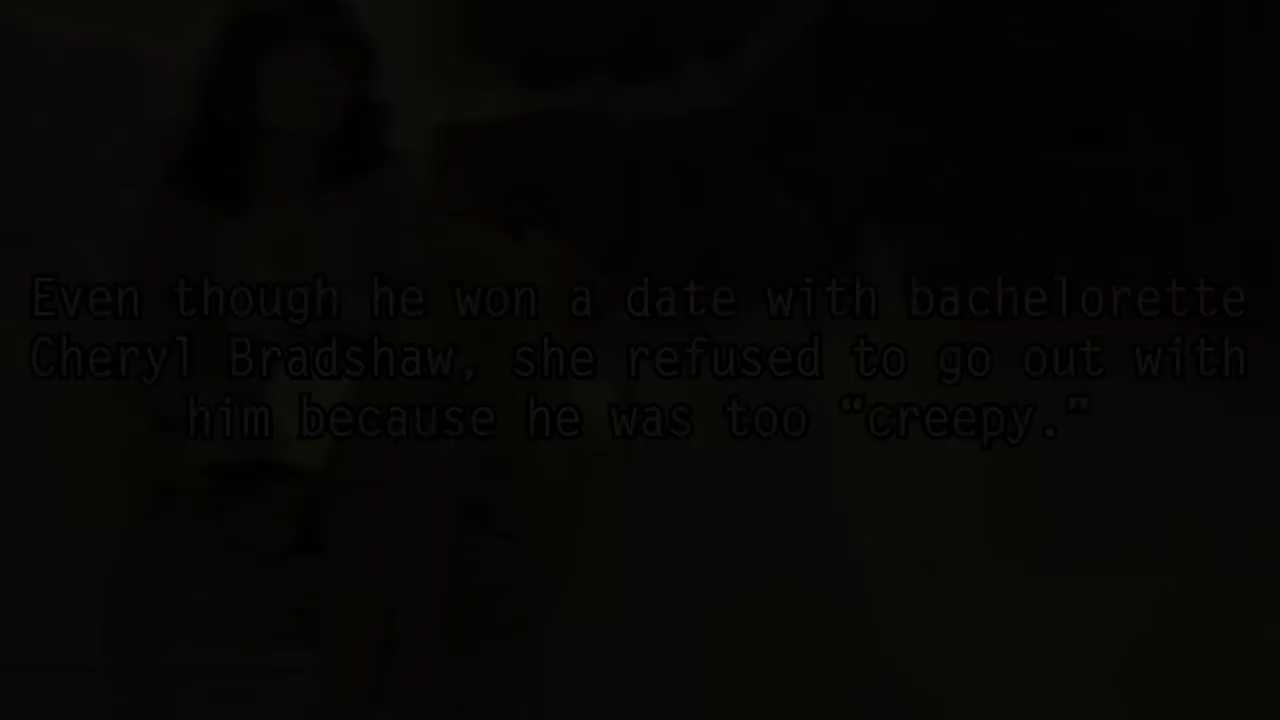 Even though he won a date with bachelorette
Cheryl Bradshaw, she refused to go out with
him because he was too “creepy.”